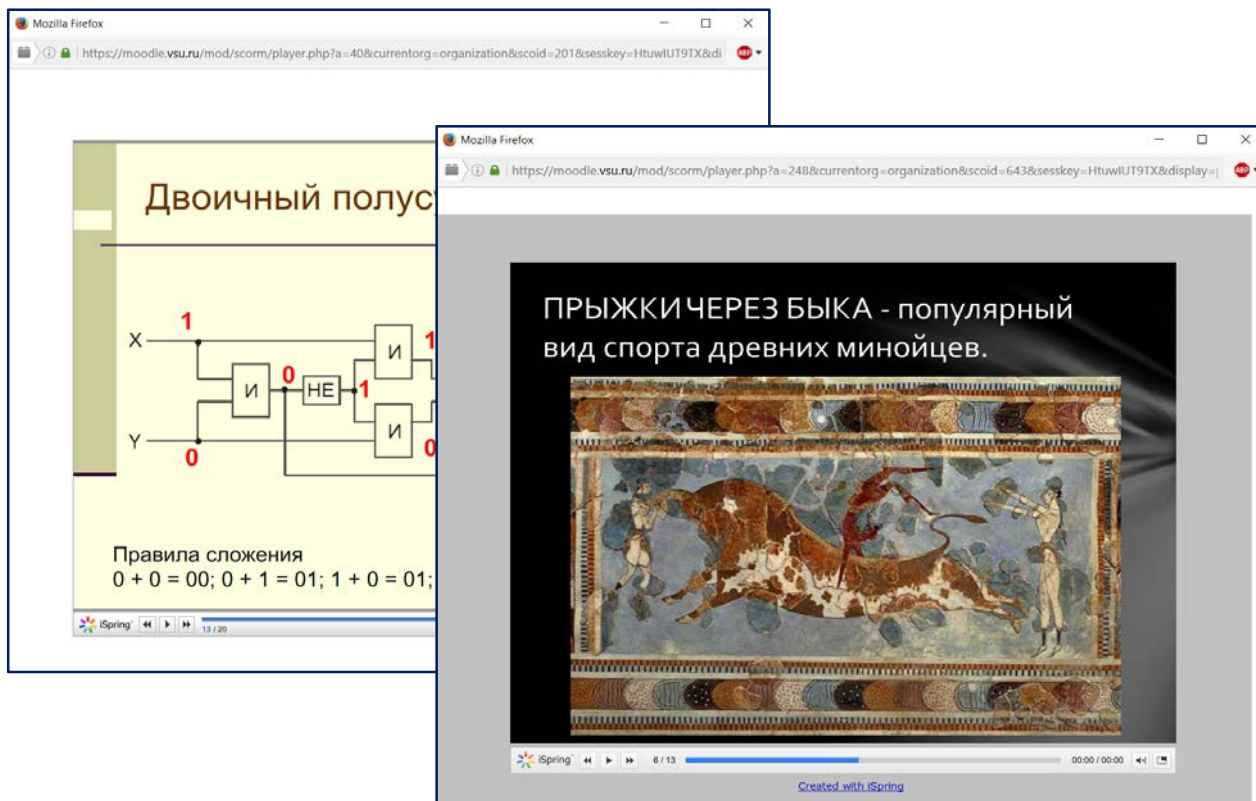 Mozilla Firefox
https://moodle.vsu.ru/mod/scorm/player.php?a=40&currentorg=organization&scoid=201&sesskey=HtuwIUT9TX&di
ABP
Двоичный полус
1
X
И
1
0
НЕ
1
И
Y
И
0
0
Правила сложения
0 + 0 = 00; 0 + 1 = 01; 1 + 0 = 01;
iSpring
13 / 20
Mozilla Firefox
https://moodle.vsu.ru/mod/scorm/player.php?a=248&currentorg=organization&scoid=643&sesskey=HtuwIUT9TX&display=
ABP
ПРЫЖКИ ЧЕРЕЗ БЫКА - популярный
вид спорта древних минойцев.
iSpring 6 / 13 00:00 / 00:00
Created with iSpring